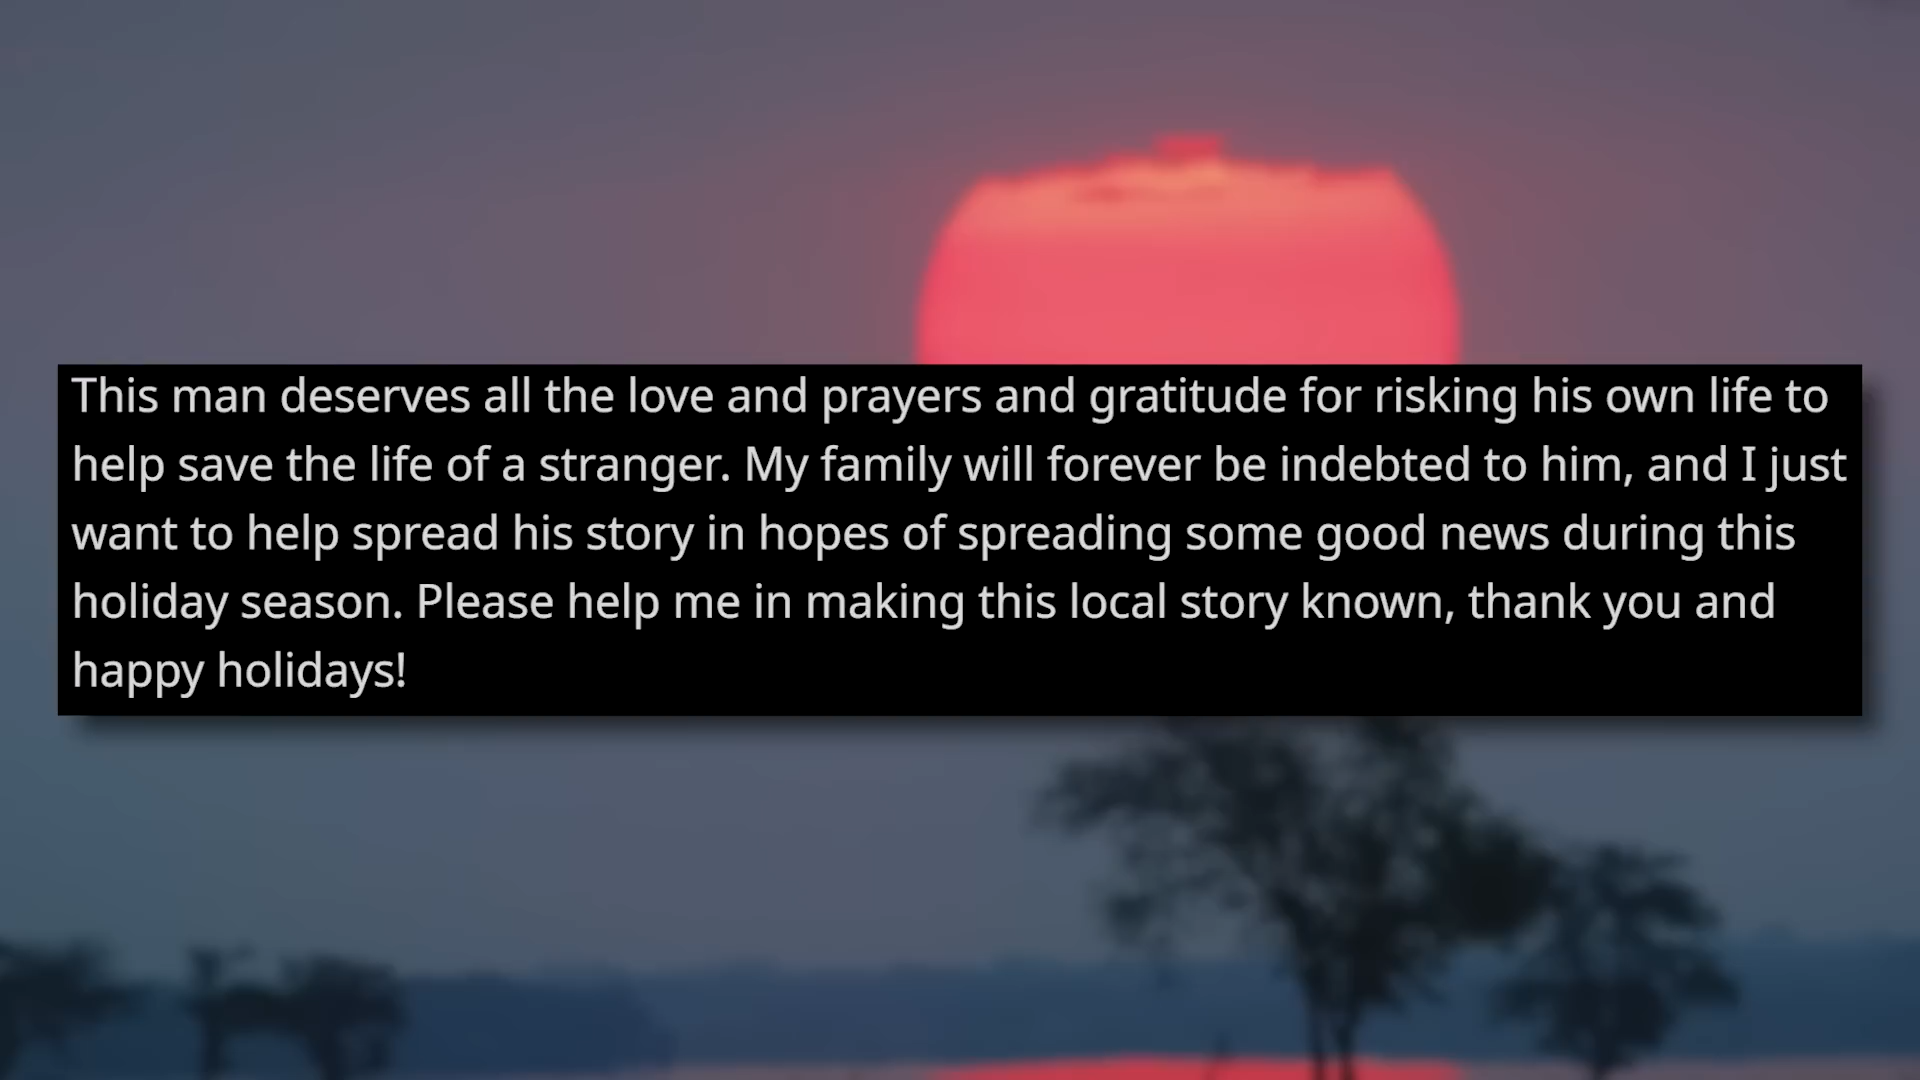 This man deserves all the love and prayers and gratitude for risking his own life to
help save the life of a stranger. My family will forever be indebted to him, and I just
want to help spread his story in hopes of spreading some good news during this
holiday season. Please help me in making this local story known, thank you and
happy holidays!